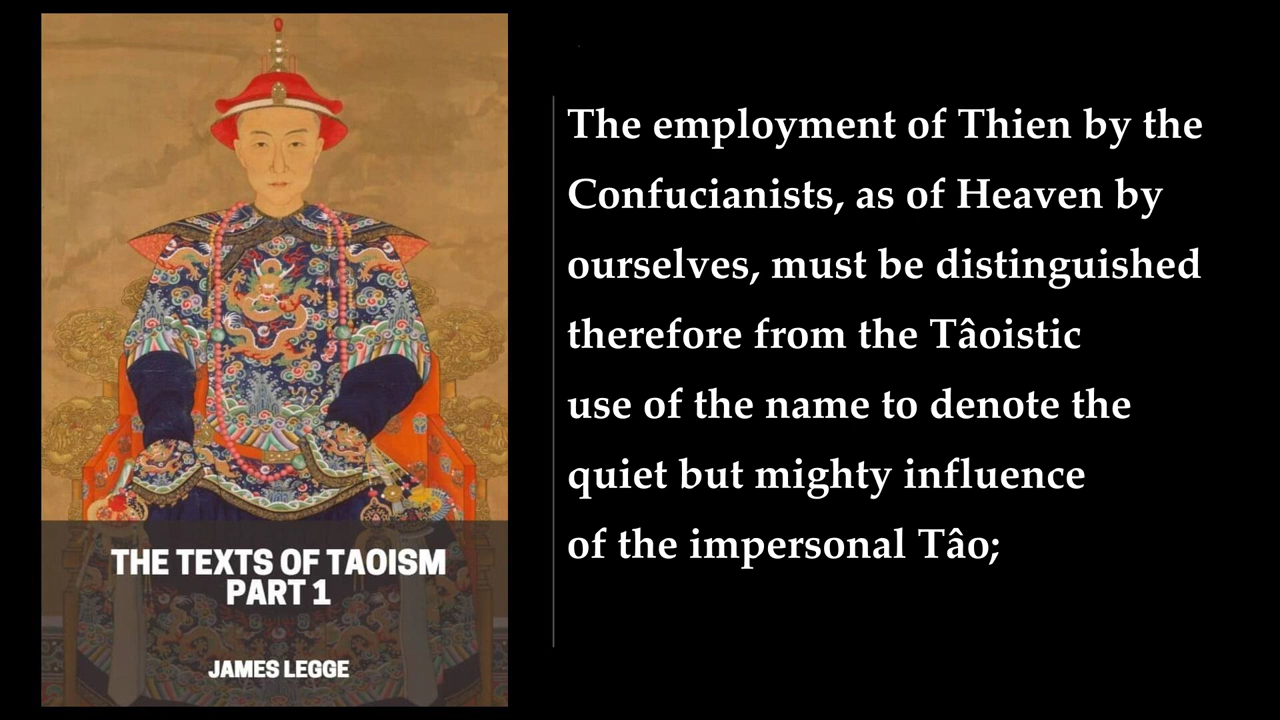 THE TEXTS OF TAOISM
PART 1
JAMES LEGGE
The employment of Thien by the
Confucianists, as of Heaven by
ourselves, must be distinguished
therefore from the Tâoistic
use of the name to denote the
quiet but mighty influence
of the impersonal Tâo;